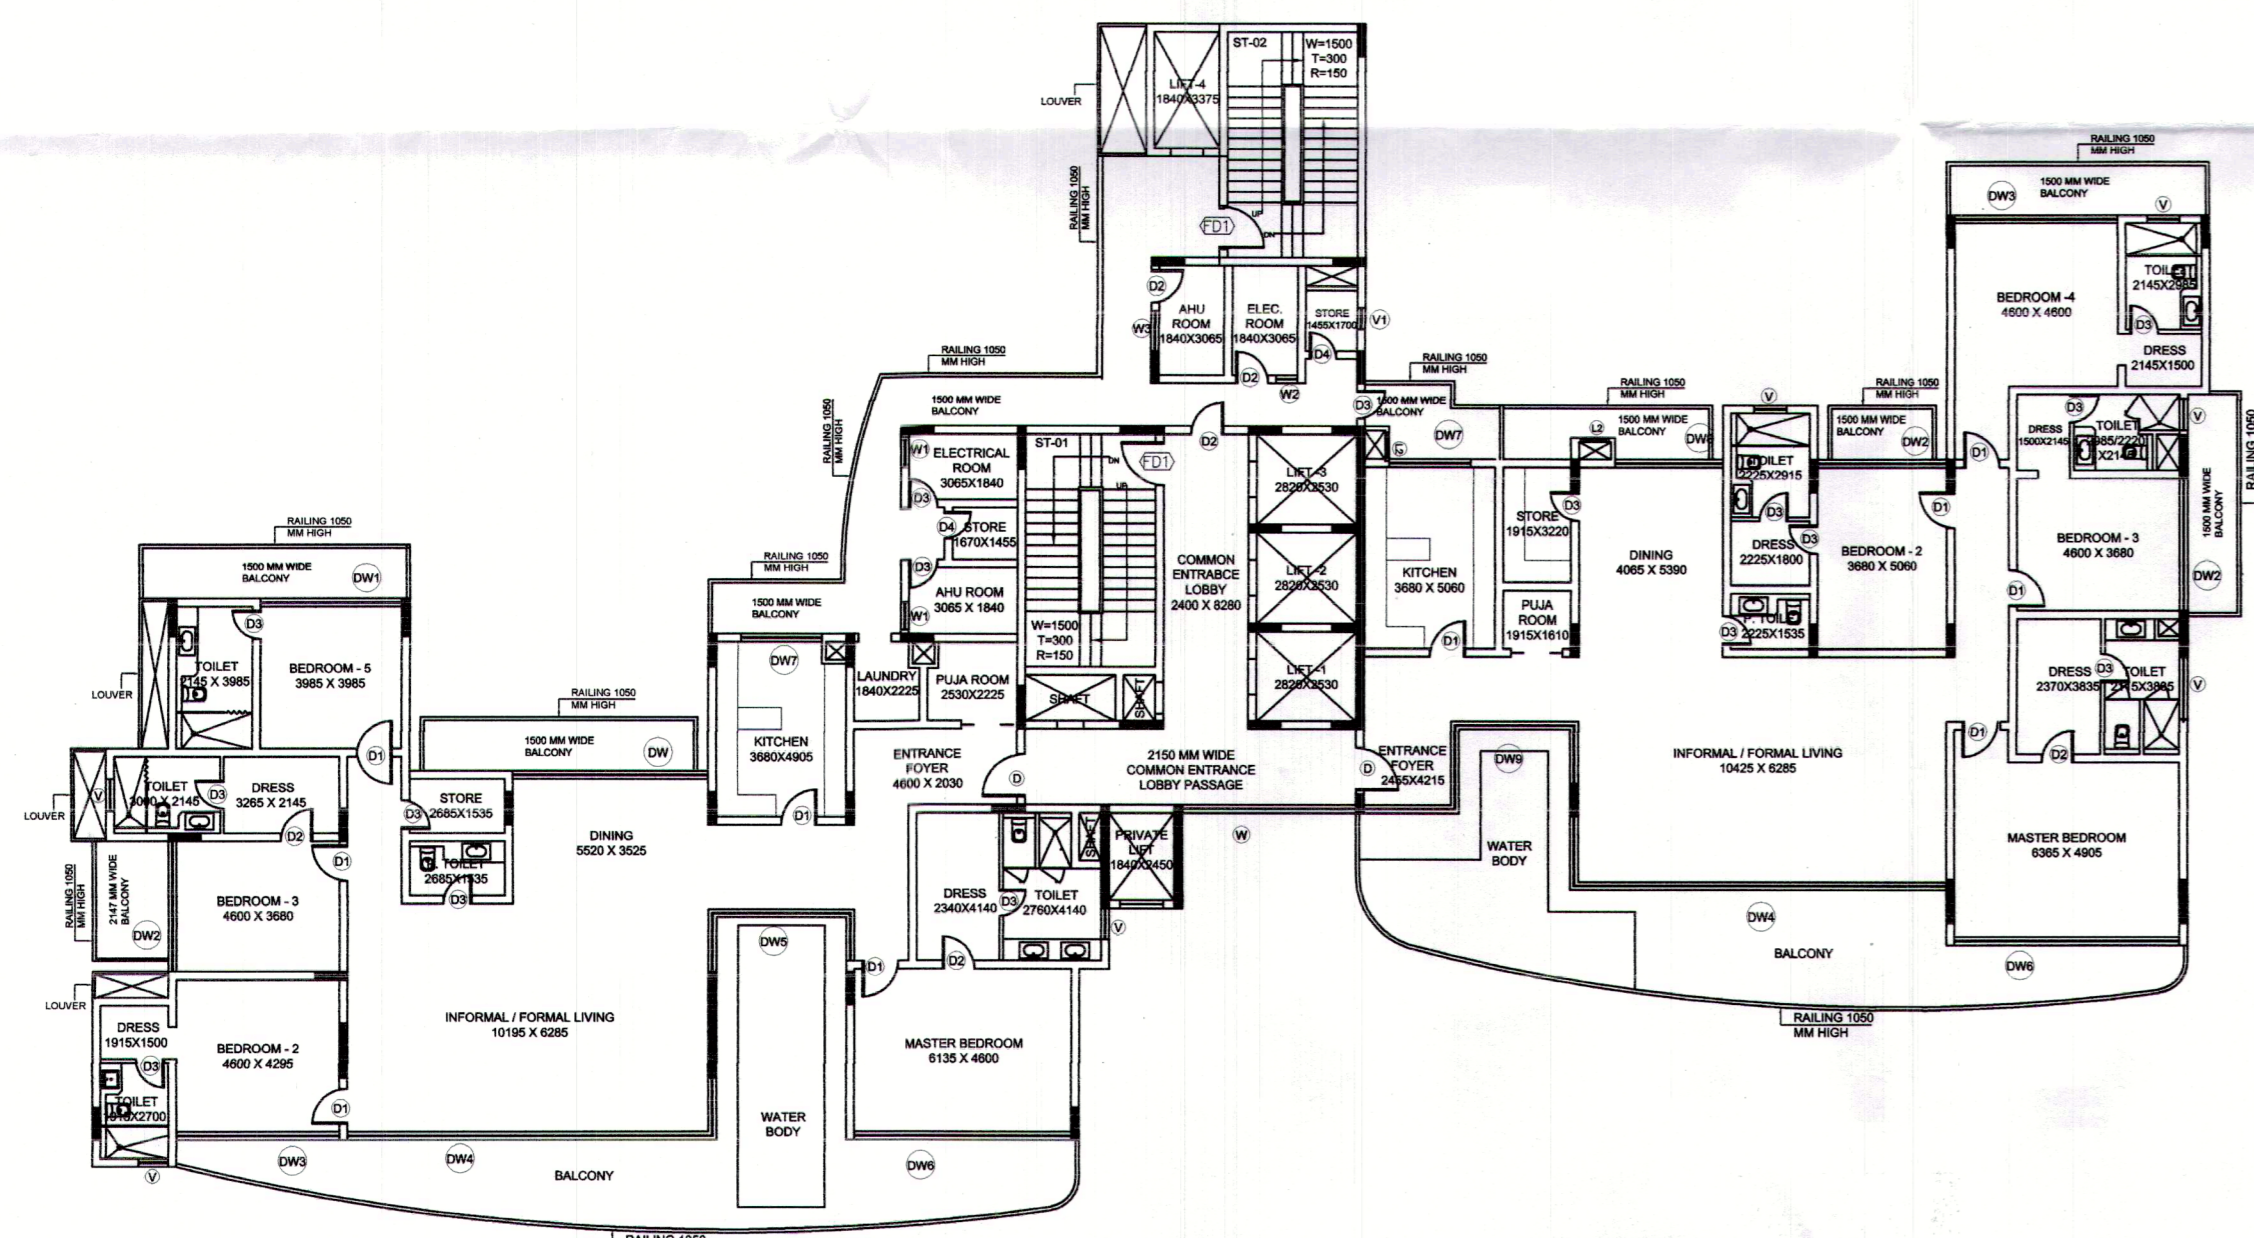 ST-02
W=1500
T=300
R=150
LIFT-4
1840X3375
LOUVER
RAILING 1050
MM HIGH
UP
DN
FD1
RAILING 1050
MM HIGH
1500 MM WIDE
BALCONY
DW3
V
TOILET
2145X2985
BEDROOM -4
4600 X 4600
D3
DRESS
2145X1500
D2
AHU
ROOM
1840X3065
W3
ELEC.
ROOM
1840X3065
STORE
1455X1700
V1
D4
D2
W2
RAILING 1050
MM HIGH
1500 MM WIDE
BALCONY
RAILING 1050
MM HIGH
D2
D3
RAILING 1050
MM HIGH
1500 MM WIDE
BALCONY
DW7
RAILING 1050
MM HIGH
1500 MM WIDE
BALCONY
L2
V
RAILING 1050
MM HIGH
1500 MM WIDE
BALCONY
DW2
D1
D3
DRESS
1500X2145
TOILET
2985/2220
V
RAILING 1050
1500 MM WIDE
BALCONY
DW2
W1
ELECTRICAL
ROOM
3065X1840
D3
D4
STORE
1670X1455
D3
AHU ROOM
3065 X 1840
W1
ST-01
DN
UP
FD1
W=1500
T=300
R=150
SHAFT
SHAFT
COMMON
ENTRABCE
LOBBY
2400 X 8280
LIFT-3
2820X2530
LIFT-2
2820X2530
LIFT-1
2820X2530
KITCHEN
3680 X 5060
D1
STORE
1915X3220
D3
PUJA
ROOM
1915X1610
DINING
4065 X 5390
TOILET
2225X2915
D3
DRESS
2225X1800
D3
P. TOILET
2225X1535
D3
BEDROOM - 2
3680 X 5060
D1
BEDROOM - 3
4600 X 3680
D1
DRESS
2370X3835
D3
TOILET
V
D2
D1
RAILING 1050
MM HIGH
1500 MM WIDE
BALCONY
DW1
LOUVER
TOILET
2145 X 3985
D3
BEDROOM - 5
3985 X 3985
D1
RAILING 1050
MM HIGH
1500 MM WIDE
BALCONY
DW
RAILING 1050
MM HIGH
1500 MM WIDE
BALCONY
DW7
KITCHEN
3680X4905
D1
LAUNDRY
1840X2225
PUJA ROOM
2530X2225
ENTRANCE
FOYER
4600 X 2030
D
2150 MM WIDE
COMMON ENTRANCE
LOBBY PASSAGE
D
ENTRANCE
FOYER
2455X4215
DW9
INFORMAL / FORMAL LIVING
10425 X 6285
MASTER BEDROOM
6365 X 4905
WATER
BODY
DW4
BALCONY
DW6
RAILING 1050
MM HIGH
LOUVER
V
TOILET
3000 X 2145
D3
DRESS
3265 X 2145
D2
STORE
2685X1535
D3
P. TOILET
2685X1535
D3
DINING
5520 X 3525
RAILING 1050
MM HIGH
2147 MM WIDE
BALCONY
DW2
BEDROOM - 3
4600 X 3680
D1
DRESS
2340X4140
D3
TOILET
2760X4140
SHAFT
PRIVATE
LIFT
1840X2450
W
V
D2
D1
DW5
LOUVER
DRESS
1915X1500
D3
TOILET
1915X2700
V
BEDROOM - 2
4600 X 4295
D1
INFORMAL / FORMAL LIVING
10195 X 6285
WATER
BODY
MASTER BEDROOM
6135 X 4600
DW3
DW4
BALCONY
DW6
RAILING 1050